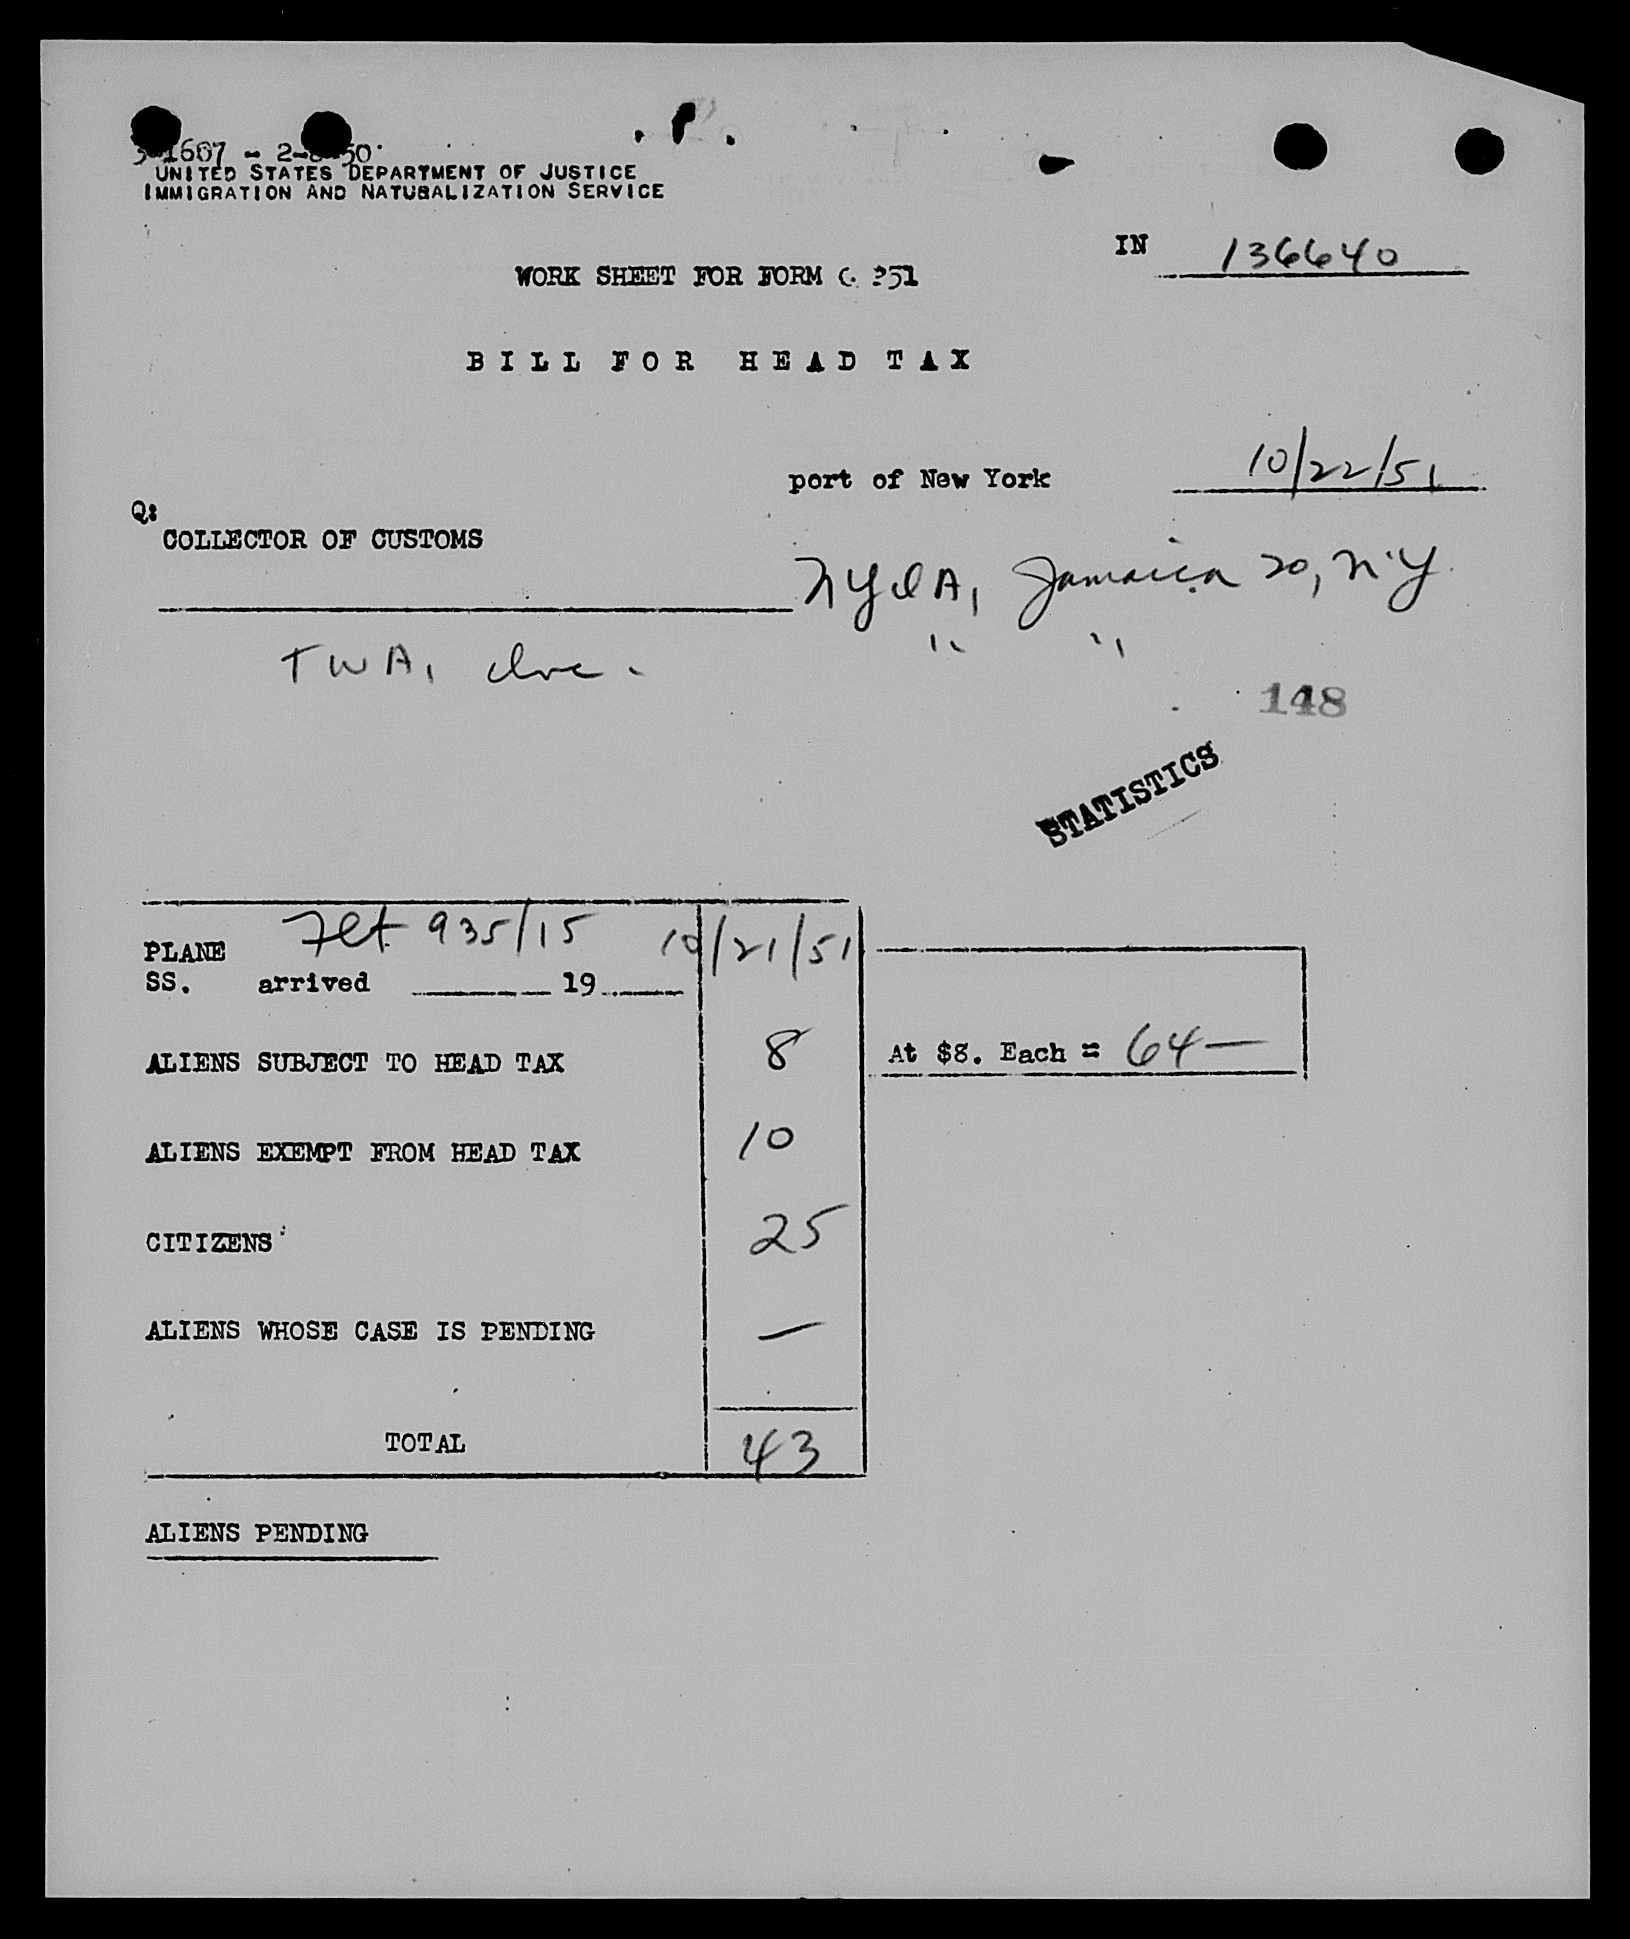 1667 - 2-8-50
UNITED STATES DEPARTMENT OF JUSTICE
IMMIGRATION AND NATURALIZATION SERVICE
IN 136640
WORK SHEET FOR FORM G 351
BILL FOR HEAD TAX
port of New York 10/22/51
Q:
COLLECTOR OF CUSTOMS
NYIA, Jamaica 20, N.Y.
TWA, Inc. " "
148
STATISTICS
PLANE Flt 935/15 10/21/51
SS. arrived 19
ALIENS SUBJECT TO HEAD TAX 8 At $8. Each = 64—
ALIENS EXEMPT FROM HEAD TAX 10
CITIZENS 25
ALIENS WHOSE CASE IS PENDING —
TOTAL 43
ALIENS PENDING